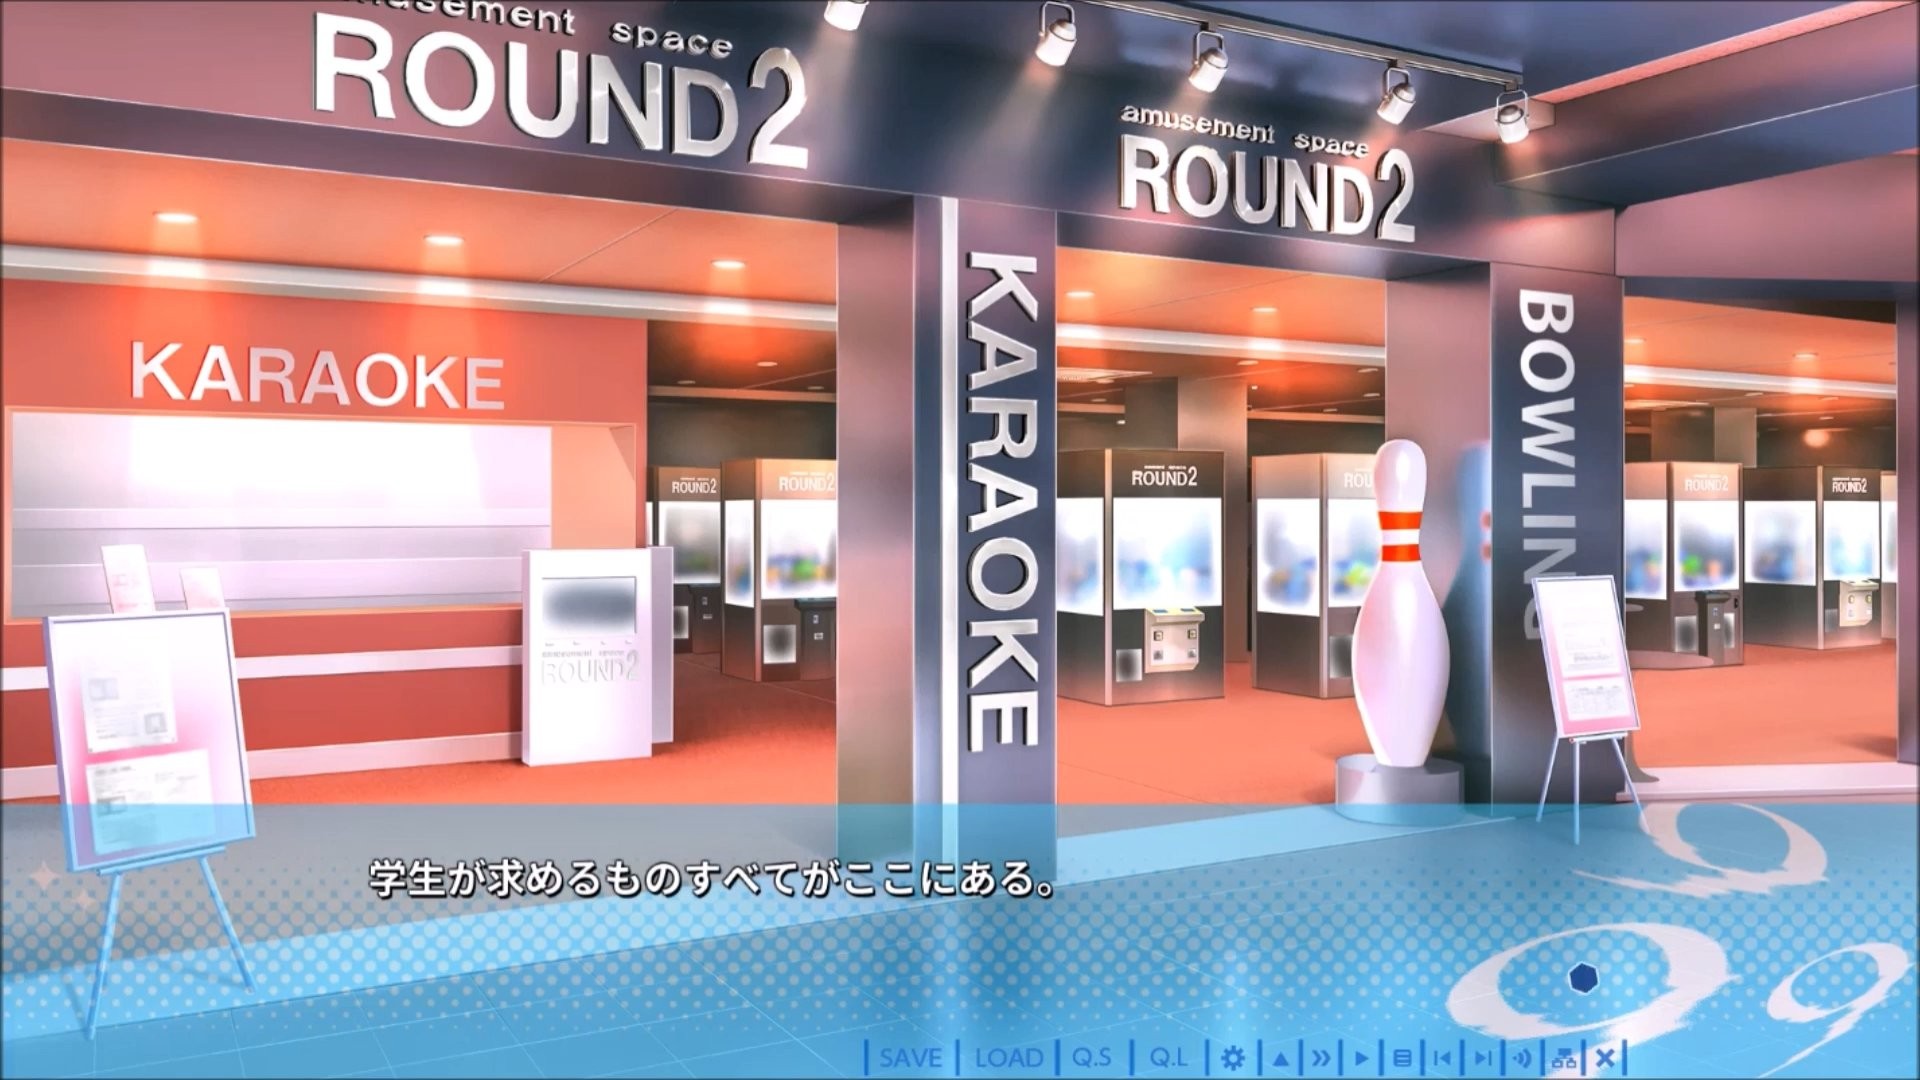 amusement space
ROUND2
amusement space
ROUND2
KARAOKE
KARAOKE
BOWLING
ROUND2
ROUND2
ROUND2
ROUND2
ROUND2
ROUND2
学生が求めるものすべてがここにある。
SAVE LOAD Q.S Q.L